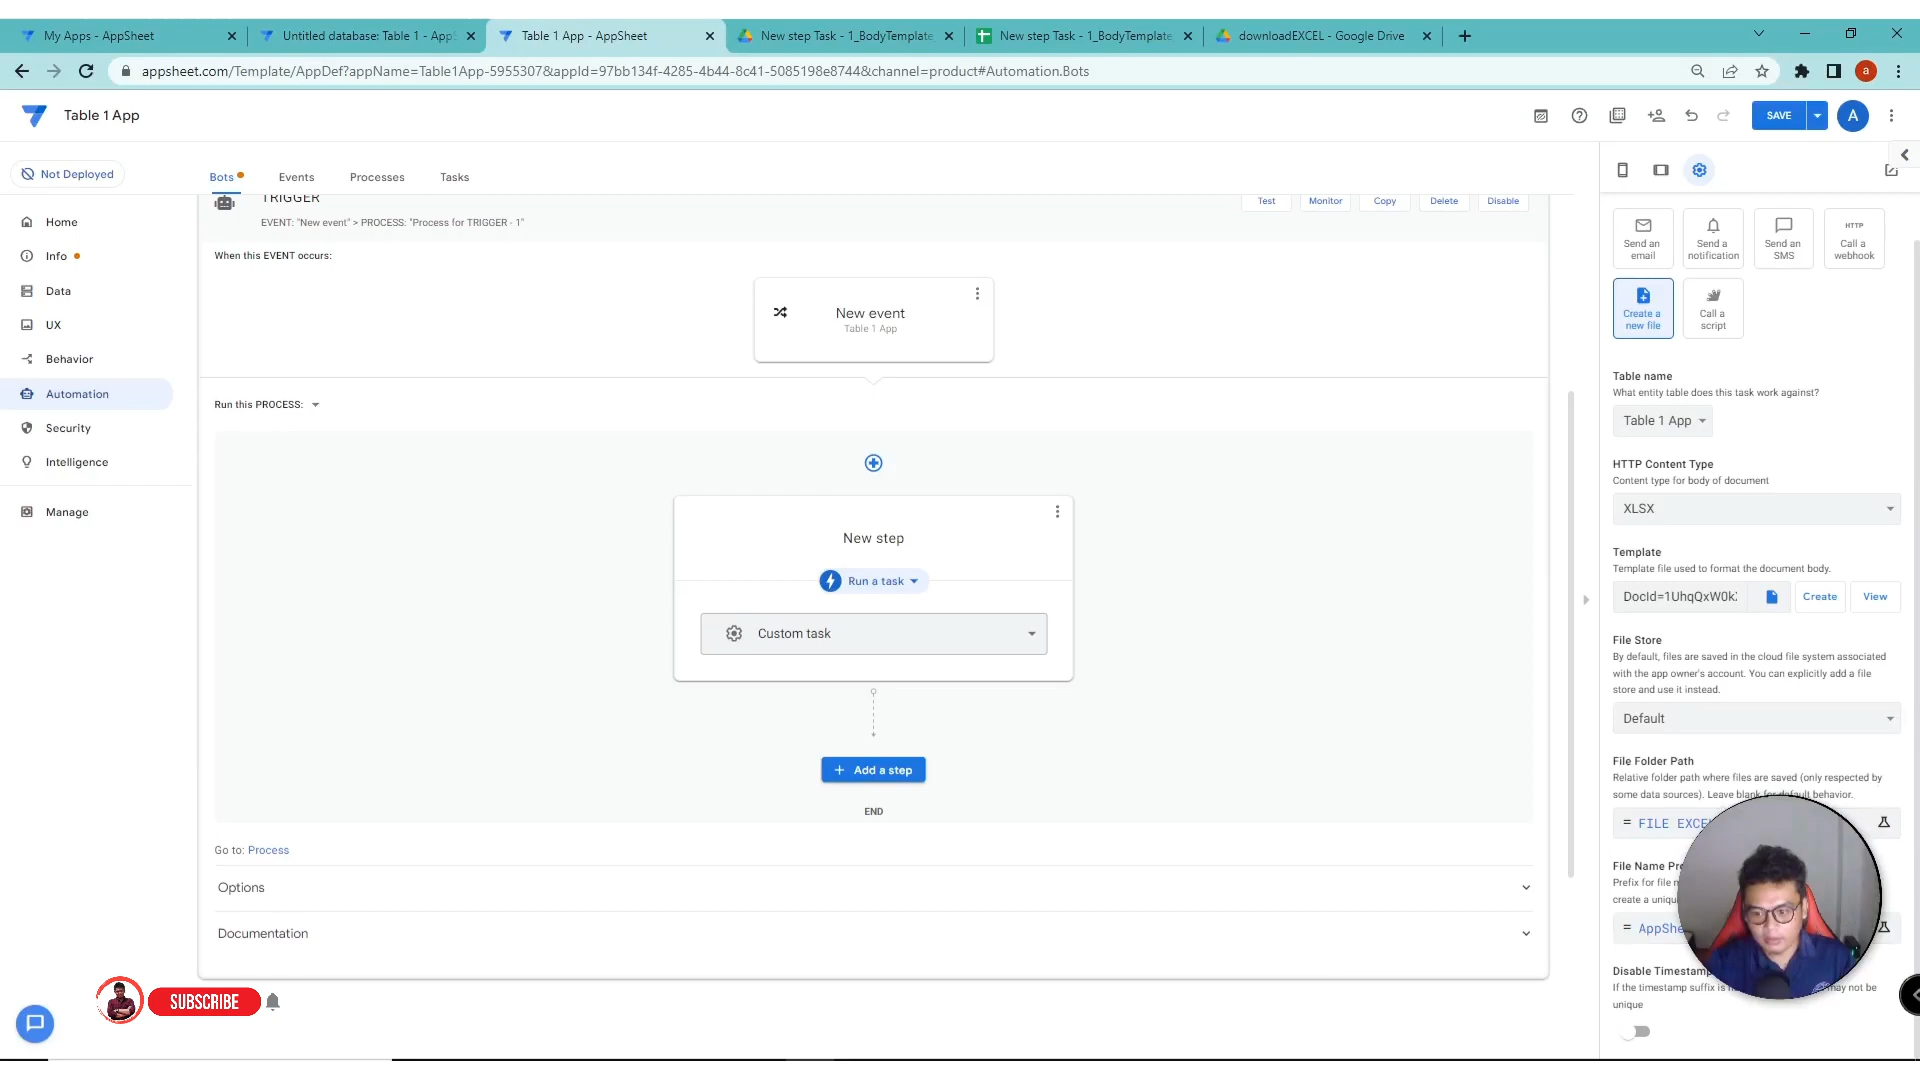 My Apps - AppSheet
Untitled database: Table 1 - AppS
Table 1 App - AppSheet
New step Task - 1_BodyTemplate
New step Task - 1_BodyTemplate
downloadEXCEL - Google Drive
appsheet.com/Template/AppDef?appName=Table1App-5955307&appId=97bb134f-4285-4b44-8c41-5085198e8744&channel=product#Automation.Bots
a
Table 1 App
SAVE
A
Not Deployed
Bots
Events
Processes
Tasks
Home
Info
Data
UX
Behavior
Automation
Security
Intelligence
Manage
TRIGGER
EVENT: "New event" > PROCESS: "Process for TRIGGER - 1"
Test
Monitor
Copy
Delete
Disable
When this EVENT occurs:
New event
Table 1 App
Run this PROCESS:
New step
Run a task
Custom task
+ Add a step
END
Go to: Process
Options
Documentation
SUBSCRIBE
Send an
email
Send a
notification
Send an
SMS
HTTP
Call a
webhook
Create a
new file
Call a
script
Table name
What entity table does this task work against?
Table 1 App
HTTP Content Type
Content type for body of document
XLSX
Template
Template file used to format the document body.
DocId=1UhqQxW0k
Create
View
File Store
By default, files are saved in the cloud file system associated
with the app owner's account. You can explicitly add a file
store and use it instead.
Default
File Folder Path
Relative folder path where files are saved (only respected by
some data sources). Leave blank for default behavior.
= FILE EXCE
File Name Pre
Prefix for file n
create a uniqu
= AppShe
Disable Timestamp
If the timestamp suffix is may not be
unique